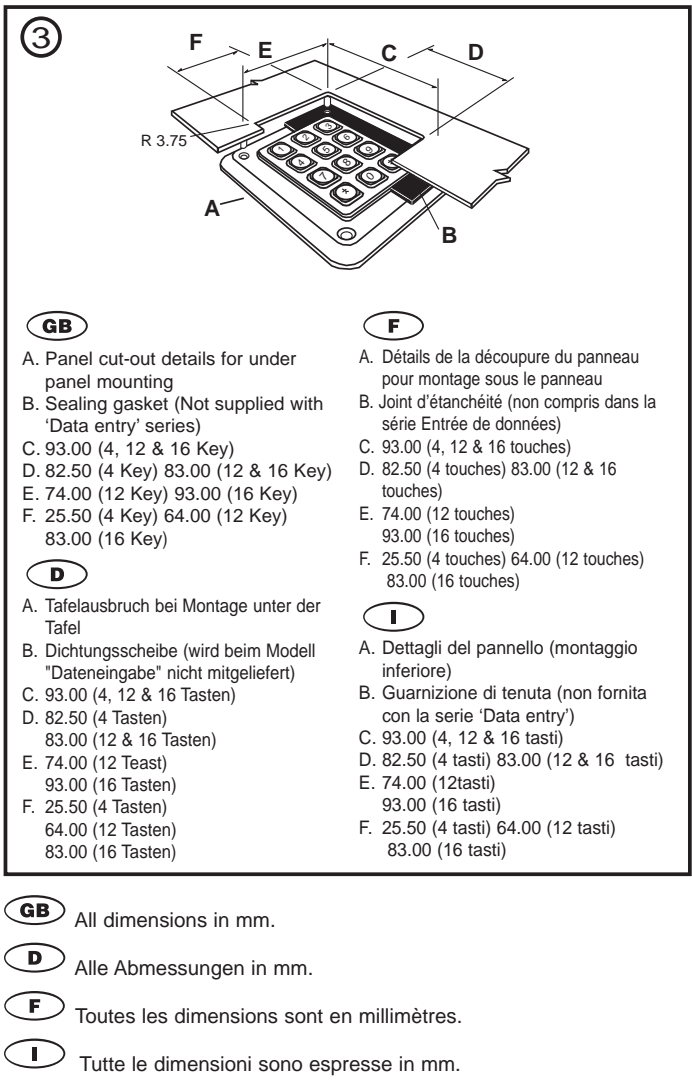 3
F
E
C
D
R 3.75
3
2
6
1
5
9
4
8
7
0
*
A
B
GB
A. Panel cut-out details for under
panel mounting
B. Sealing gasket (Not supplied with
‘Data entry’ series)
C. 93.00 (4, 12 & 16 Key)
D. 82.50 (4 Key) 83.00 (12 & 16 Key)
E. 74.00 (12 Key) 93.00 (16 Key)
F. 25.50 (4 Key) 64.00 (12 Key)
83.00 (16 Key)
D
A. Tafelausbruch bei Montage unter der
Tafel
B. Dichtungsscheibe (wird beim Modell
"Dateneingabe" nicht mitgeliefert)
C. 93.00 (4, 12 & 16 Tasten)
D. 82.50 (4 Tasten)
83.00 (12 & 16 Tasten)
E. 74.00 (12 Teast)
93.00 (16 Tasten)
F. 25.50 (4 Tasten)
64.00 (12 Tasten)
83.00 (16 Tasten)
F
A. Détails de la découpure du panneau
pour montage sous le panneau
B. Joint d’étanchéité (non compris dans la
série Entrée de données)
C. 93.00 (4, 12 & 16 touches)
D. 82.50 (4 touches) 83.00 (12 & 16
touches)
E. 74.00 (12 touches)
93.00 (16 touches)
F. 25.50 (4 touches) 64.00 (12 touches)
83.00 (16 touches)
I
A. Dettagli del pannello (montaggio
inferiore)
B. Guarnizione di tenuta (non fornita
con la serie ‘Data entry’)
C. 93.00 (4, 12 & 16 tasti)
D. 82.50 (4 tasti) 83.00 (12 & 16 tasti)
E. 74.00 (12tasti)
93.00 (16 tasti)
F. 25.50 (4 tasti) 64.00 (12 tasti)
83.00 (16 tasti)
GB All dimensions in mm.
D Alle Abmessungen in mm.
F Toutes les dimensions sont en millimètres.
I Tutte le dimensioni sono espresse in mm.